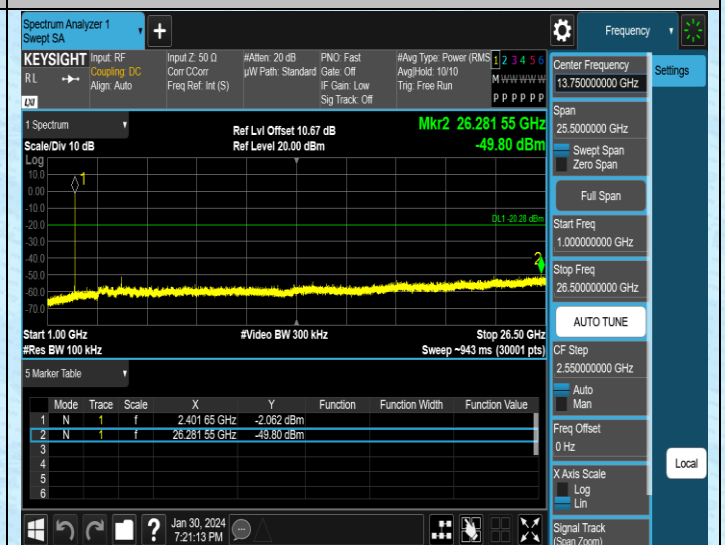 Spectrum Analyzer 1
Swept SA
Frequency
KEYSIGHT
RL
LXI
Input: RF
Coupling: DC
Align: Auto
Input Z: 50 Ω
Corr CCorr
Freq Ref: Int (S)
#Atten: 20 dB
µW Path: Standard
PNO: Fast
Gate: Off
IF Gain: Low
Sig Track: Off
#Avg Type: Power (RMS
Avg|Hold: 10/10
Trig: Free Run
1 2 3 4 5 6
M W W W W W
P P P P P P
1 Spectrum
Scale/Div 10 dB
Log
Ref Lvl Offset 10.67 dB
Ref Level 20.00 dBm
Mkr2 26.281 55 GHz
-49.80 dBm
10.0
0.00
-10.0
-20.0
-30.0
-40.0
-50.0
-60.0
-70.0
1
DL1 -20.28 dBm
2
Start 1.00 GHz
#Res BW 100 kHz
#Video BW 300 kHz
Stop 26.50 GHz
Sweep ~943 ms (30001 pts)
5 Marker Table
Mode Trace Scale X Y Function Function Width Function Value
1 N 1 f 2.401 65 GHz -2.062 dBm
2 N 1 f 26.281 55 GHz -49.80 dBm
3
4
5
6
Jan 30, 2024
7:21:13 PM
Center Frequency
13.750000000 GHz
Settings
Span
25.5000000 GHz
Swept Span
Zero Span
Full Span
Start Freq
1.000000000 GHz
Stop Freq
26.500000000 GHz
AUTO TUNE
CF Step
2.550000000 GHz
Auto
Man
Freq Offset
0 Hz
X Axis Scale
Log
Lin
Local
Signal Track
(Span Zoom)